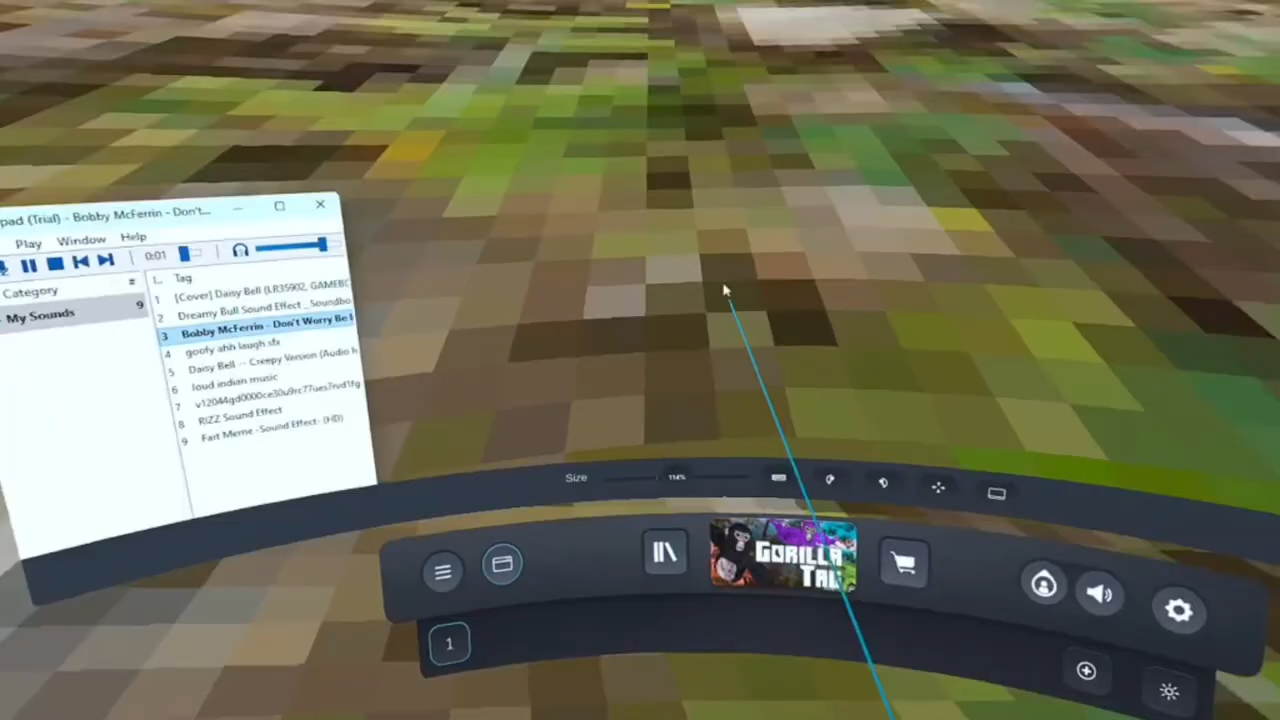 pad (Trial) - Bobby McFerrin - Don't...
Play Window Help
0:01
Category #
My Sounds 9
L... Tag
1 [Cover] Daisy Bell (LR35902, GAMEBO
2 Dreamy Bull Sound Effect _ Soundbo
3 Bobby McFerrin - Don't Worry Be
4 goofy ahh laugh sfx
5 Daisy Bell -- Creepy Version (Audio
6 loud indian music
7
8 RIZZ Sound Effect
9 Fart Meme -Sound Effect- (HD)
Size 114%
GORILLA
TAG
1